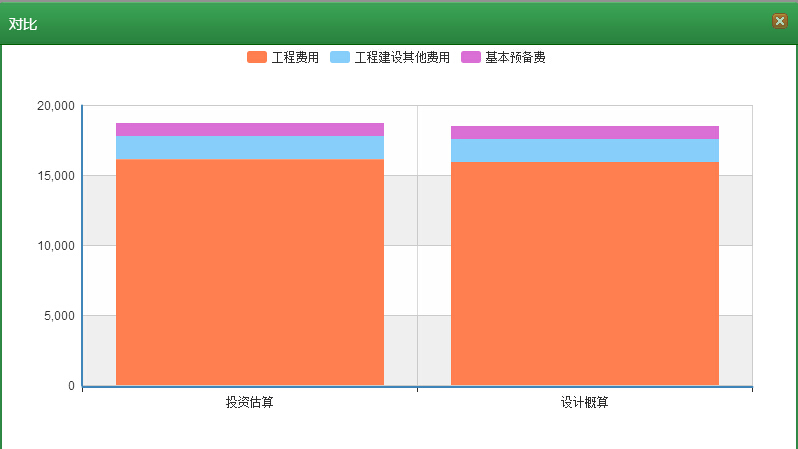 对比
工程费用 工程建设其他费用 基本预备费
20,000
15,000
10,000
5,000
0
投资估算 设计概算